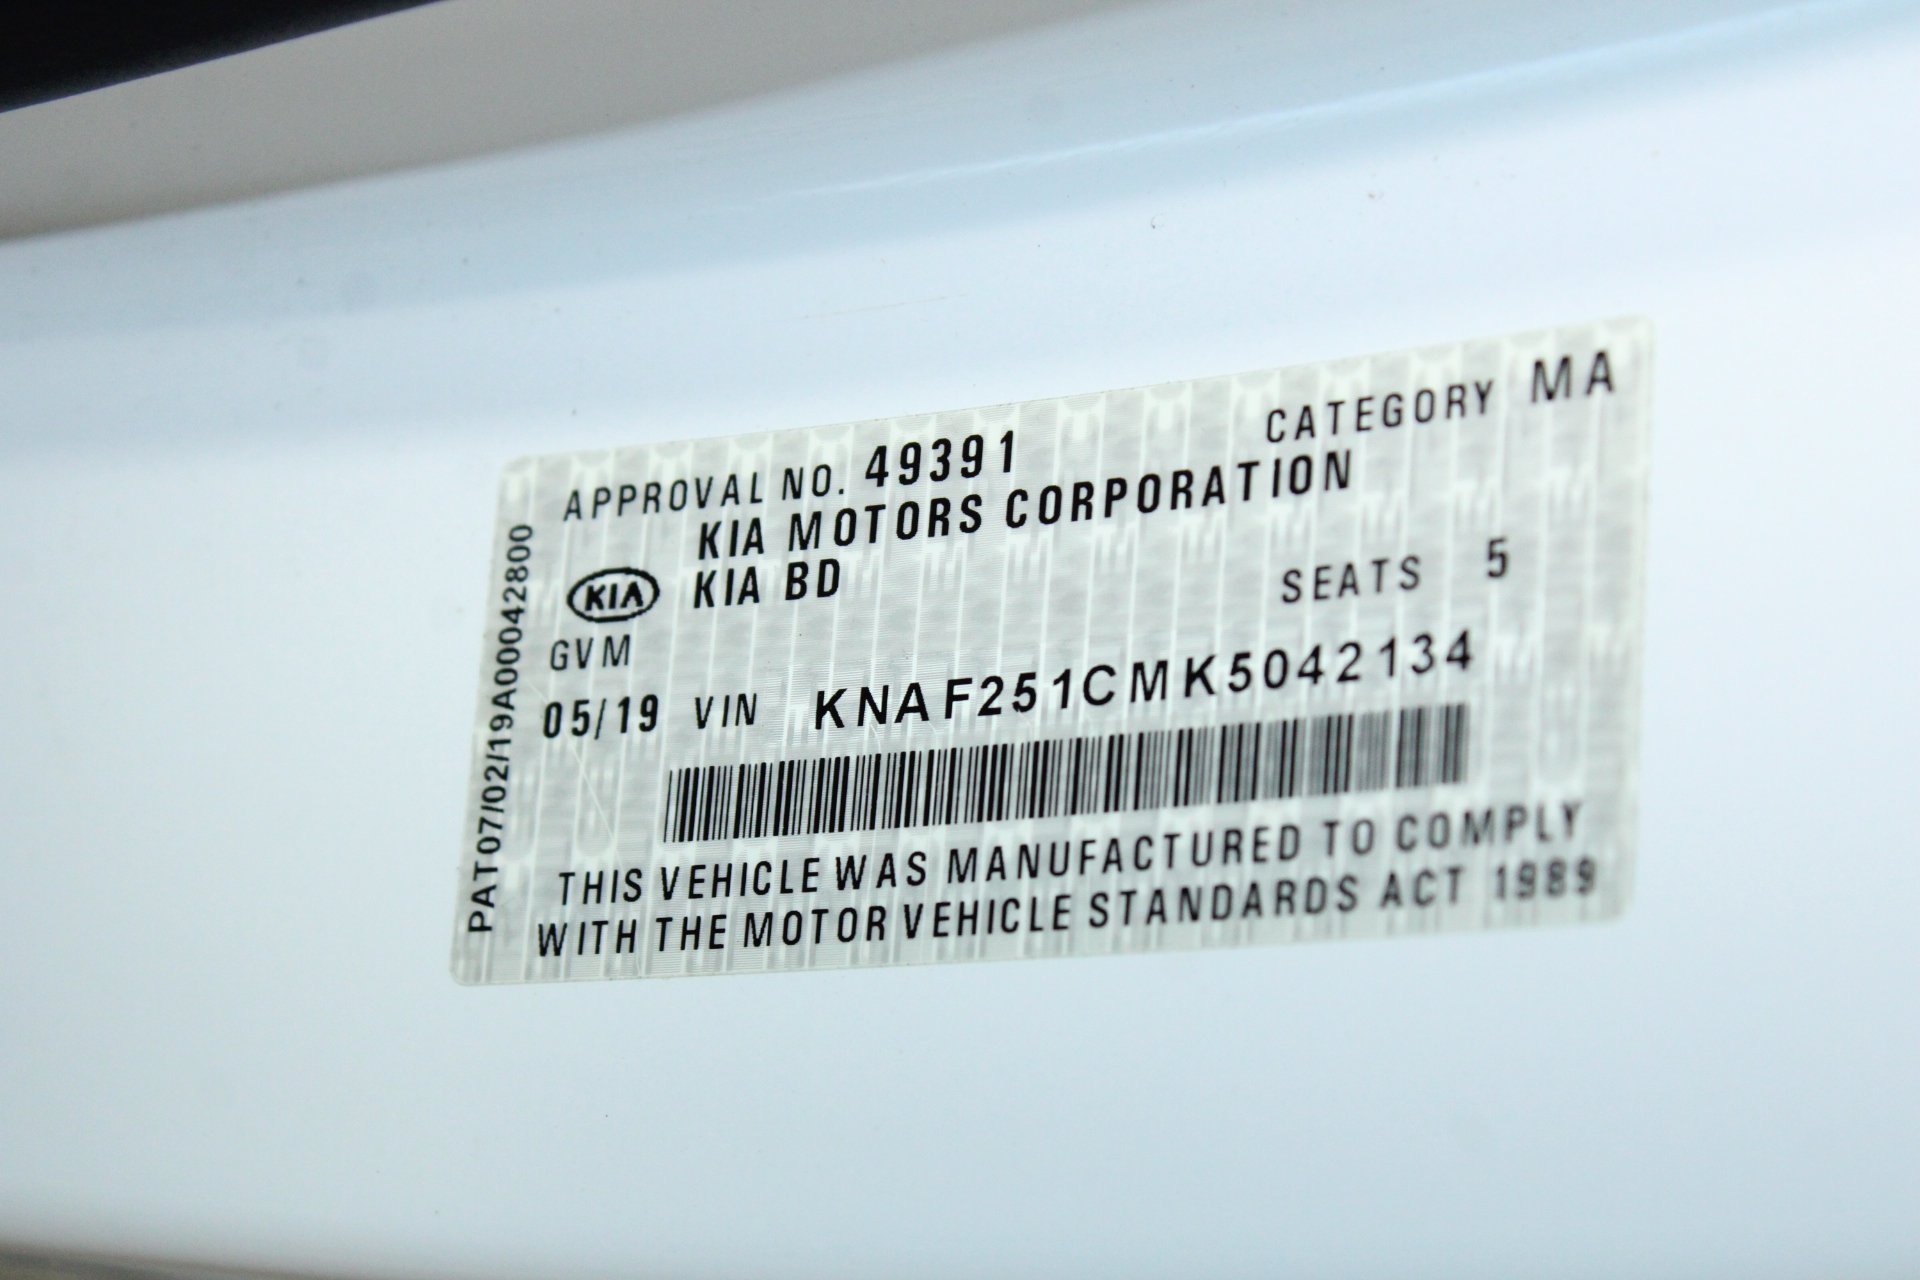 APPROVAL NO. 49391 CATEGORY MA
KIA MOTORS CORPORATION
KIA KIA BD SEATS 5
GVM
05/19 VIN KNAF251CMK5042134
THIS VEHICLE WAS MANUFACTURED TO COMPLY
WITH THE MOTOR VEHICLE STANDARDS ACT 1989
PAT07/02/19A00042800